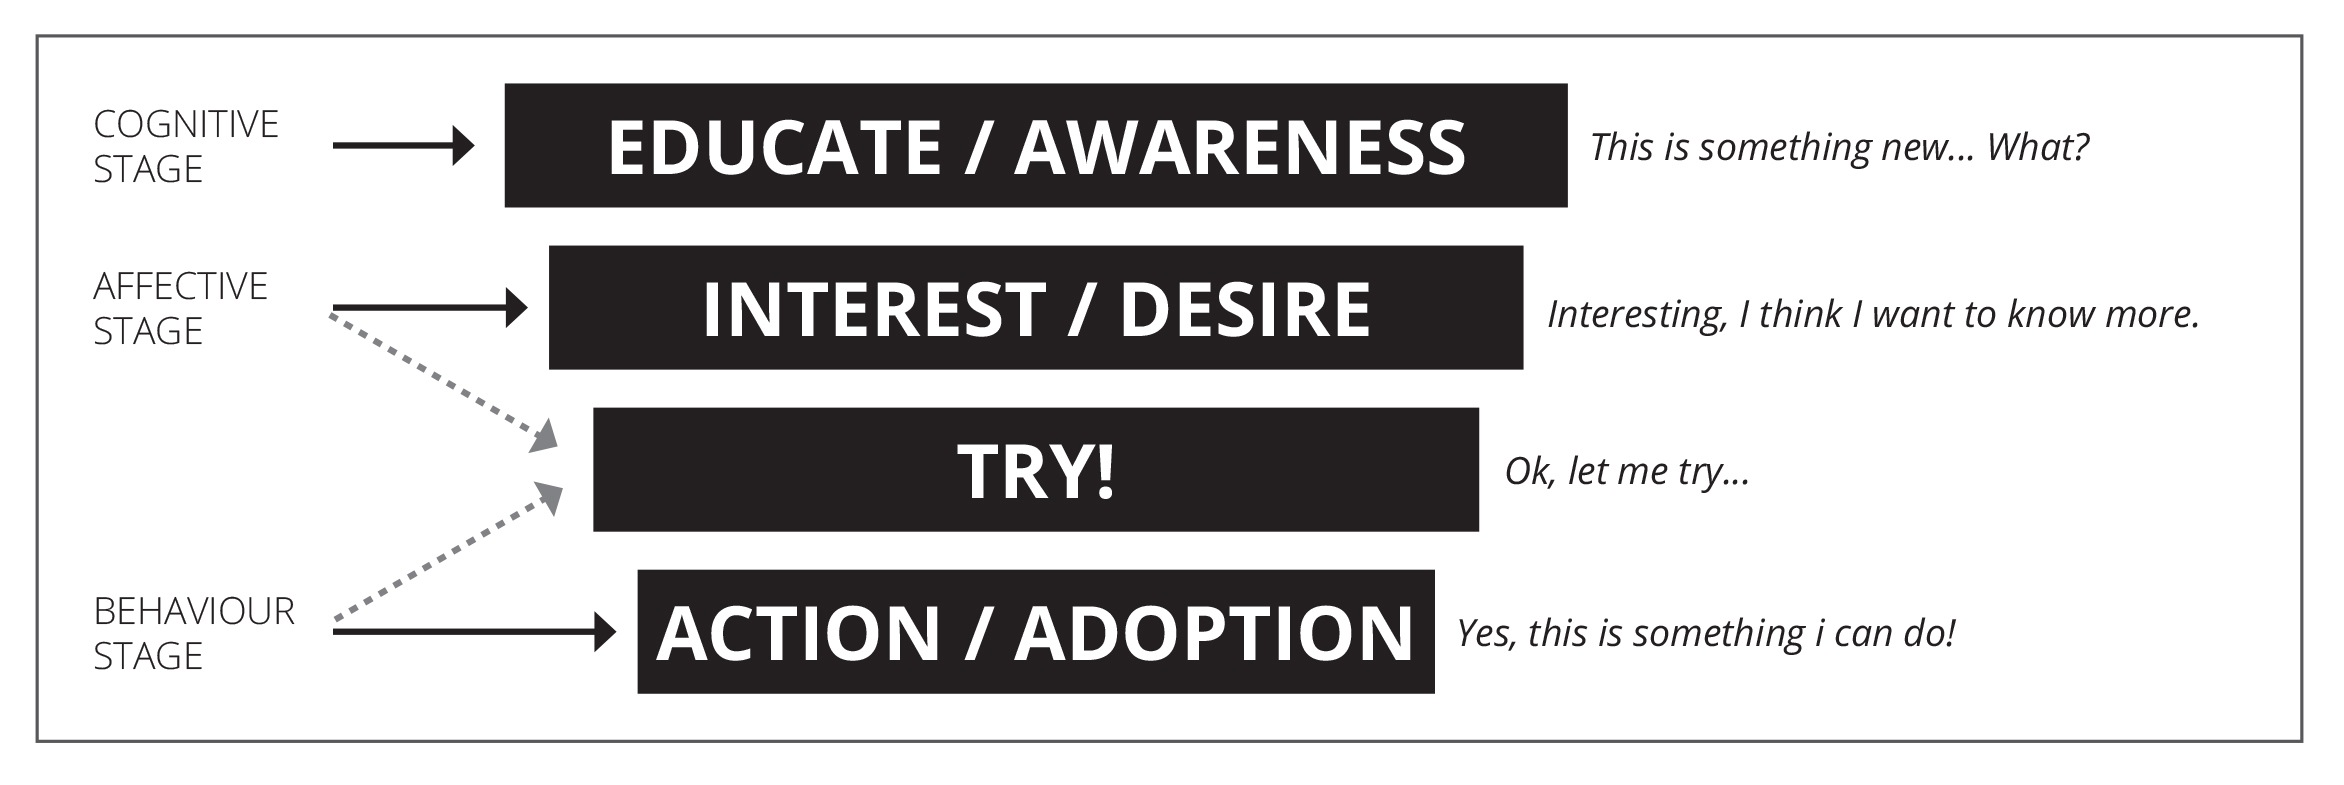 COGNITIVE
STAGE
EDUCATE / AWARENESS
This is something new... What?
AFFECTIVE
STAGE
INTEREST / DESIRE
Interesting, I think I want to know more.
TRY!
Ok, let me try...
BEHAVIOUR
STAGE
ACTION / ADOPTION
Yes, this is something i can do!